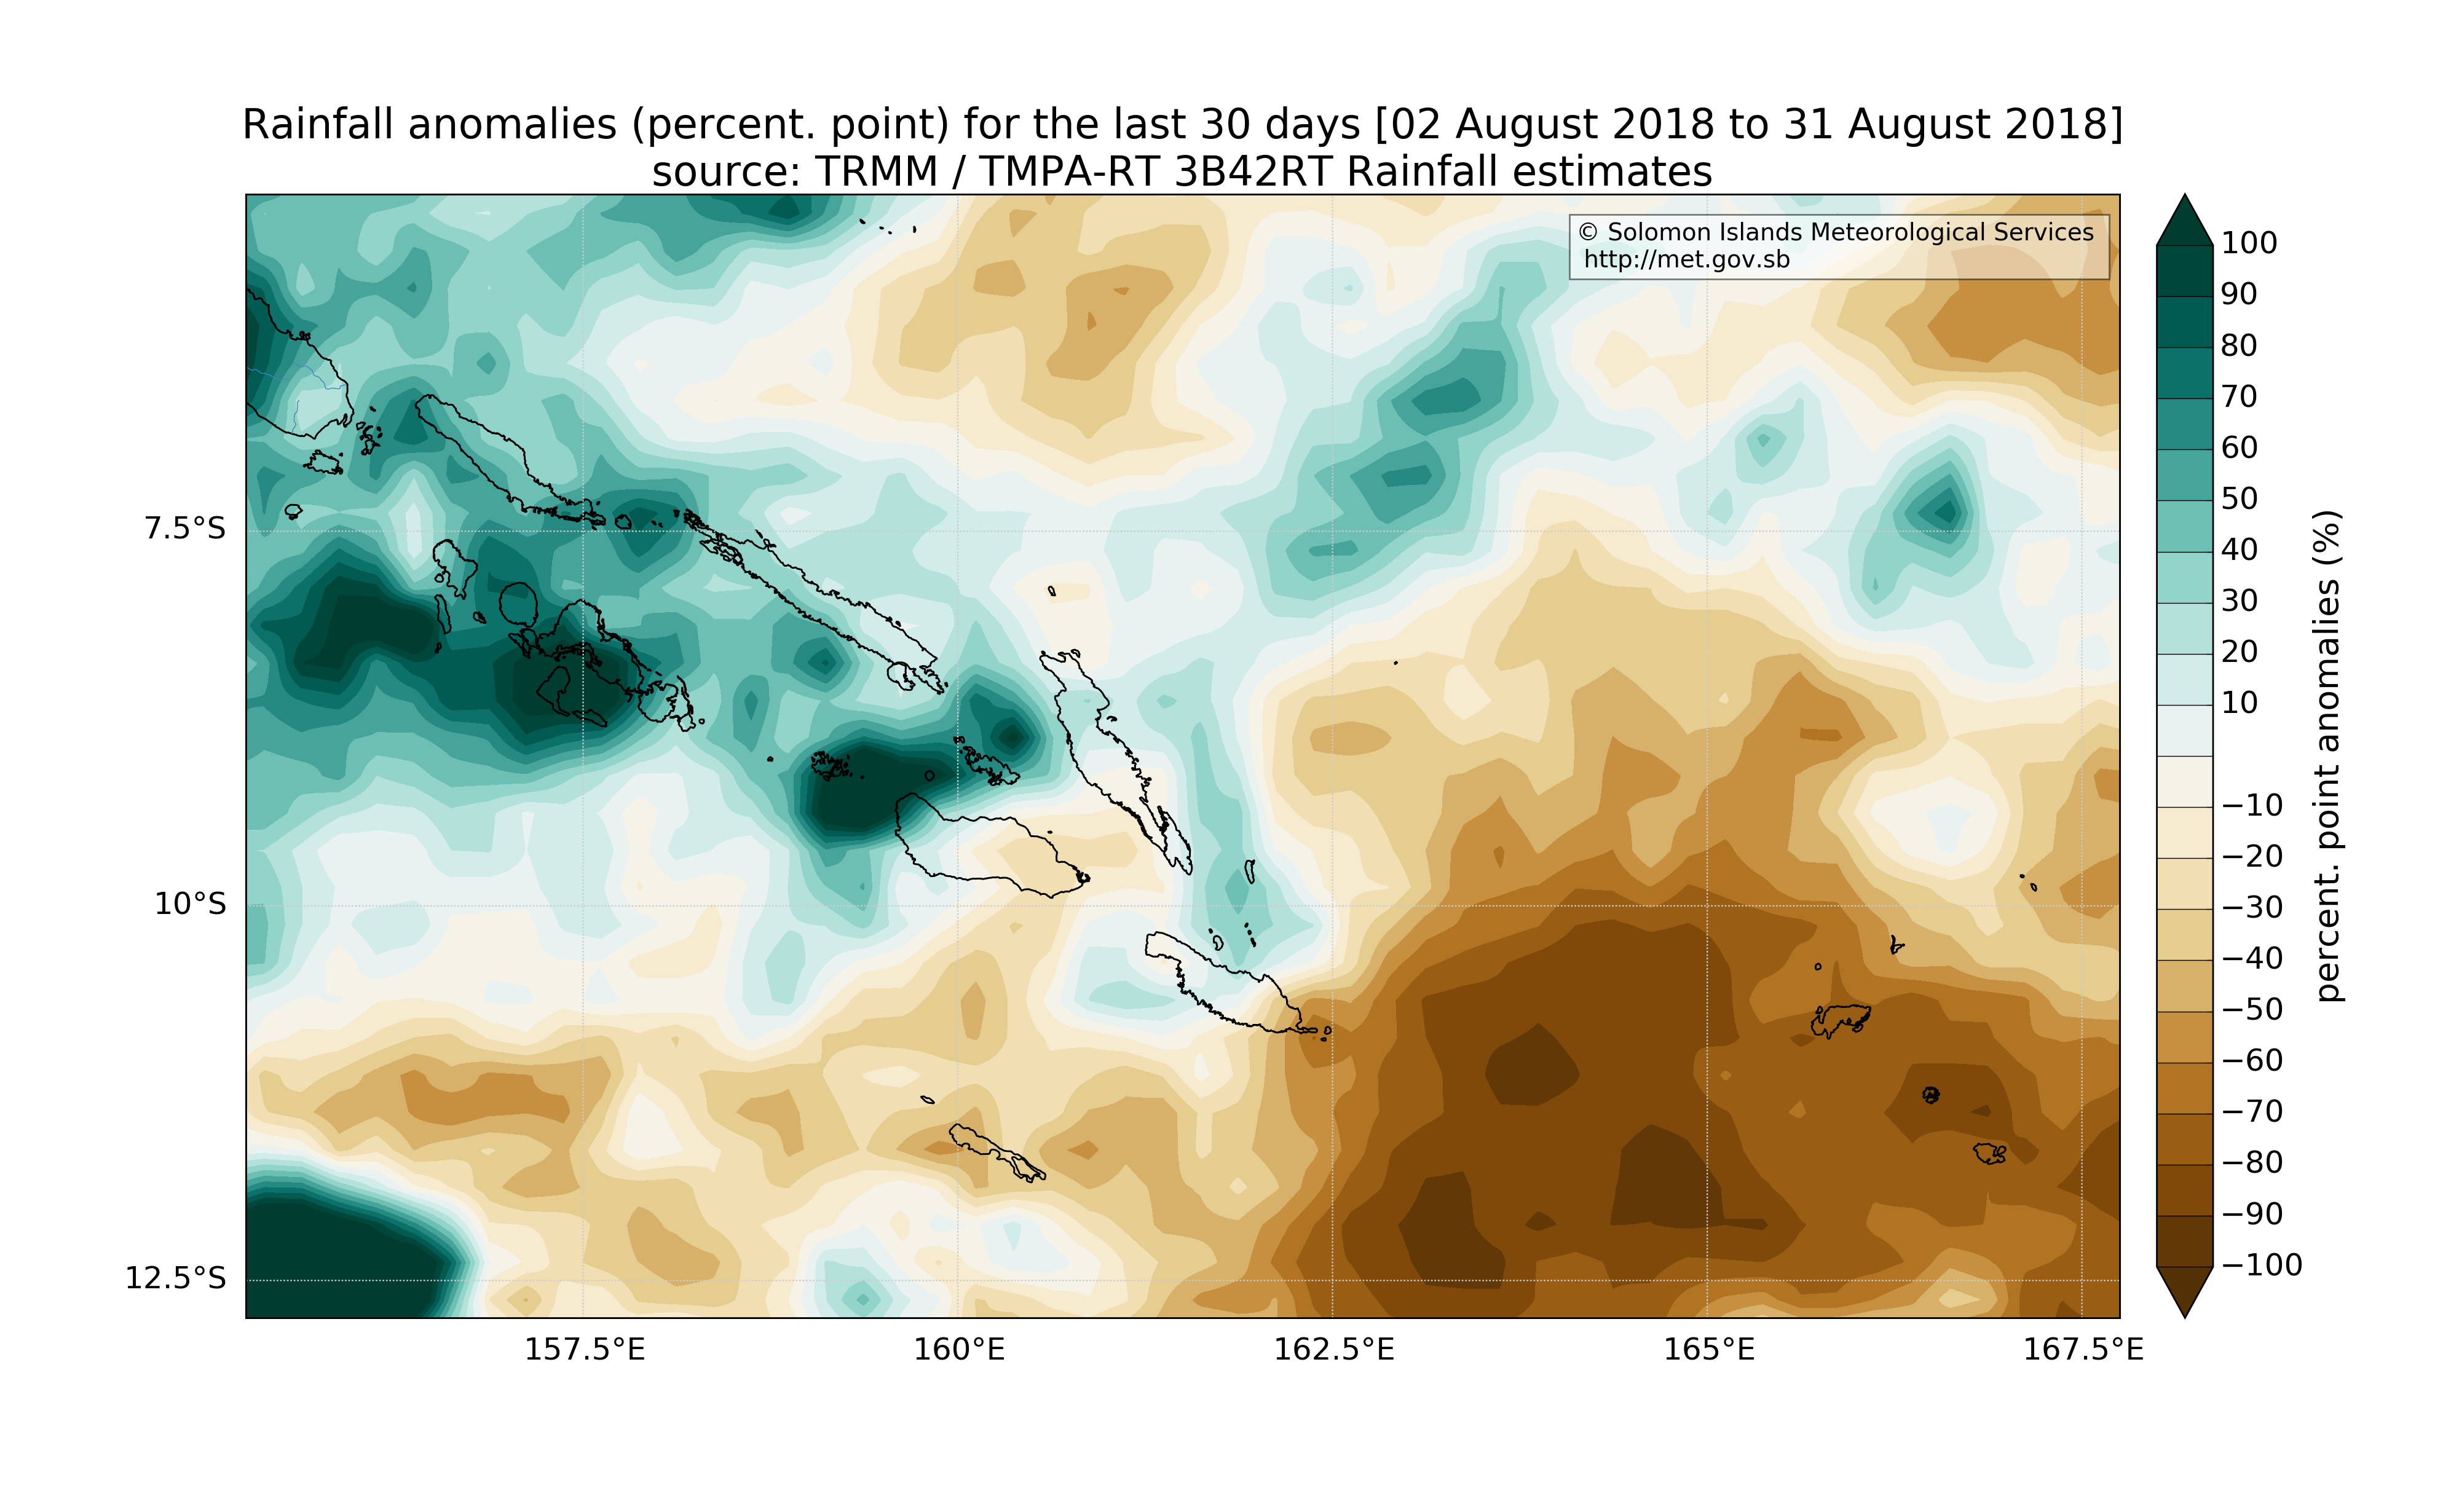 Rainfall anomalies (percent. point) for the last 30 days [02 August 2018 to 31 August 2018]
source: TRMM / TMPA-RT 3B42RT Rainfall estimates
© Solomon Islands Meteorological Services
http://met.gov.sb
7.5°S
10°S
12.5°S
157.5°E
160°E
162.5°E
165°E
167.5°E
100
90
80
70
60
50
40
30
20
10
−10
−20
−30
−40
−50
−60
−70
−80
−90
−100
percent. point anomalies (%)